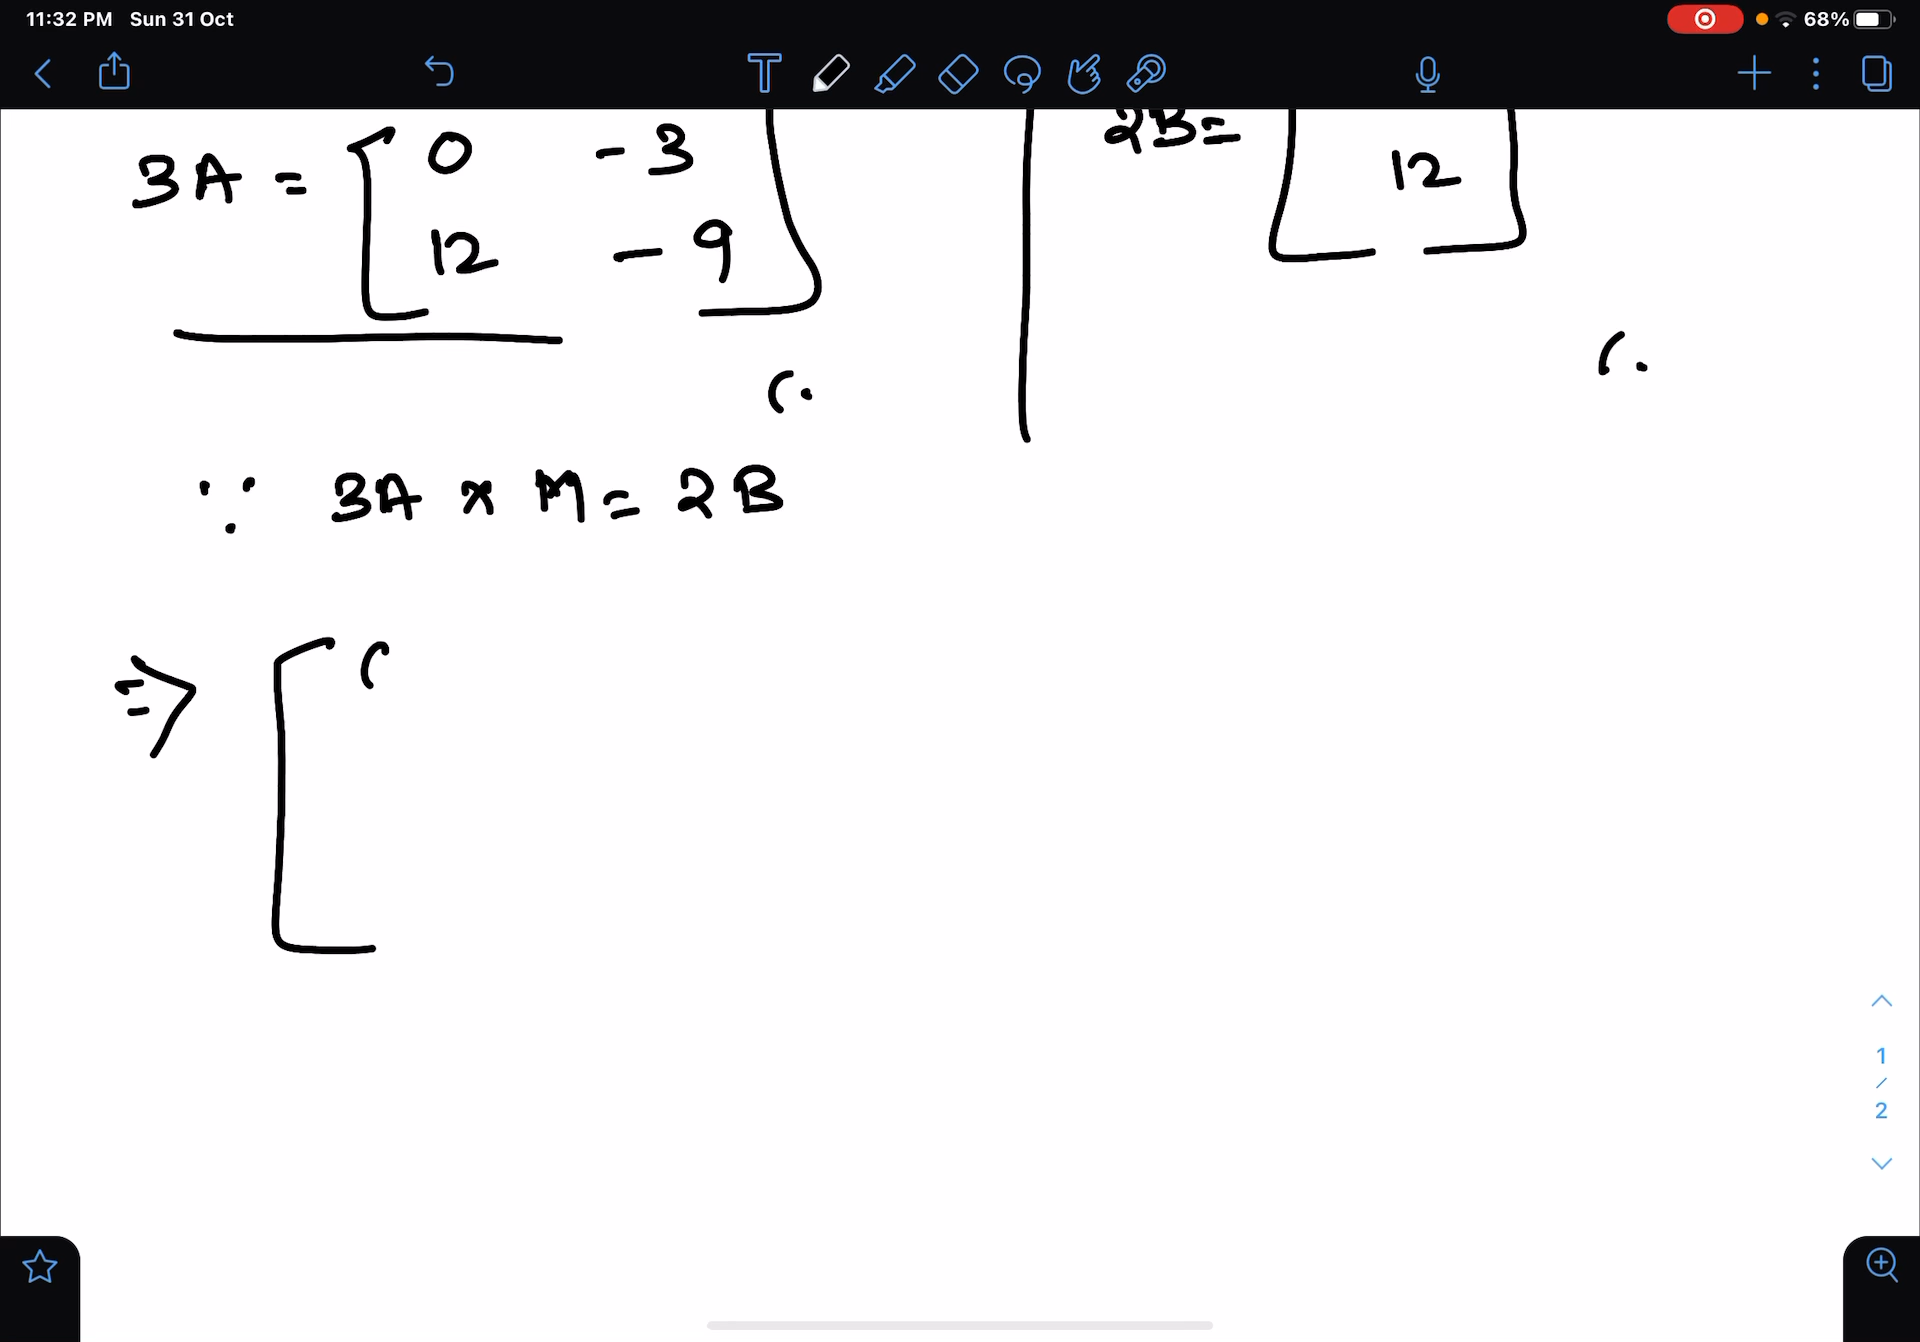 11:32 PM Sun 31 Oct 68%
T
3A = [ 0 -3
12 -9 ]
2B = [
12 ]
∵ 3A × M = 2B
⇒ [
1
/
2